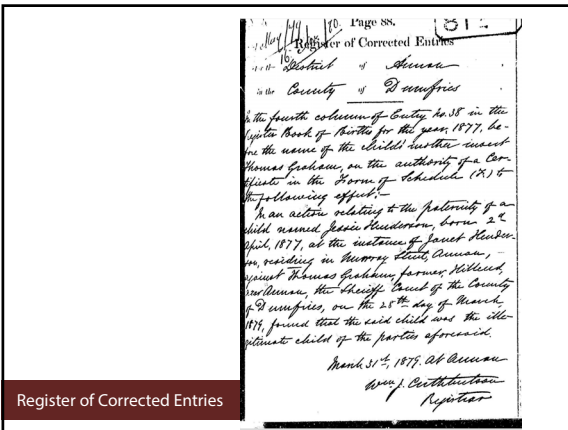 Page 88.
812
Register of Corrected Entries
District of Annan
in the County of Dumfries
In the fourth column of Entry No. 38 in the
Register Book of Births for the year, 1877, be-
fore the name of the child's mother insert
Thomas Graham, on the authority of a Cer-
tificate in the Form of Schedule (F.) to
the following effect:-
In an action relating to the paternity of a
child named Jessie Henderson, born 2nd
April, 1877, at the instance of Janet Hender-
son, residing in Murray Street, Annan,
against Thomas Graham, farmer, Hillend,
near Annan, the Sheriff Court of the County
of Dumfries, on the 28th day of March,
1879, found that the said child was the ille-
gitimate child of the parties aforesaid.
March 31st, 1879. At Annan
Wm. J. Cuthbertson
Registrar
Register of Corrected Entries